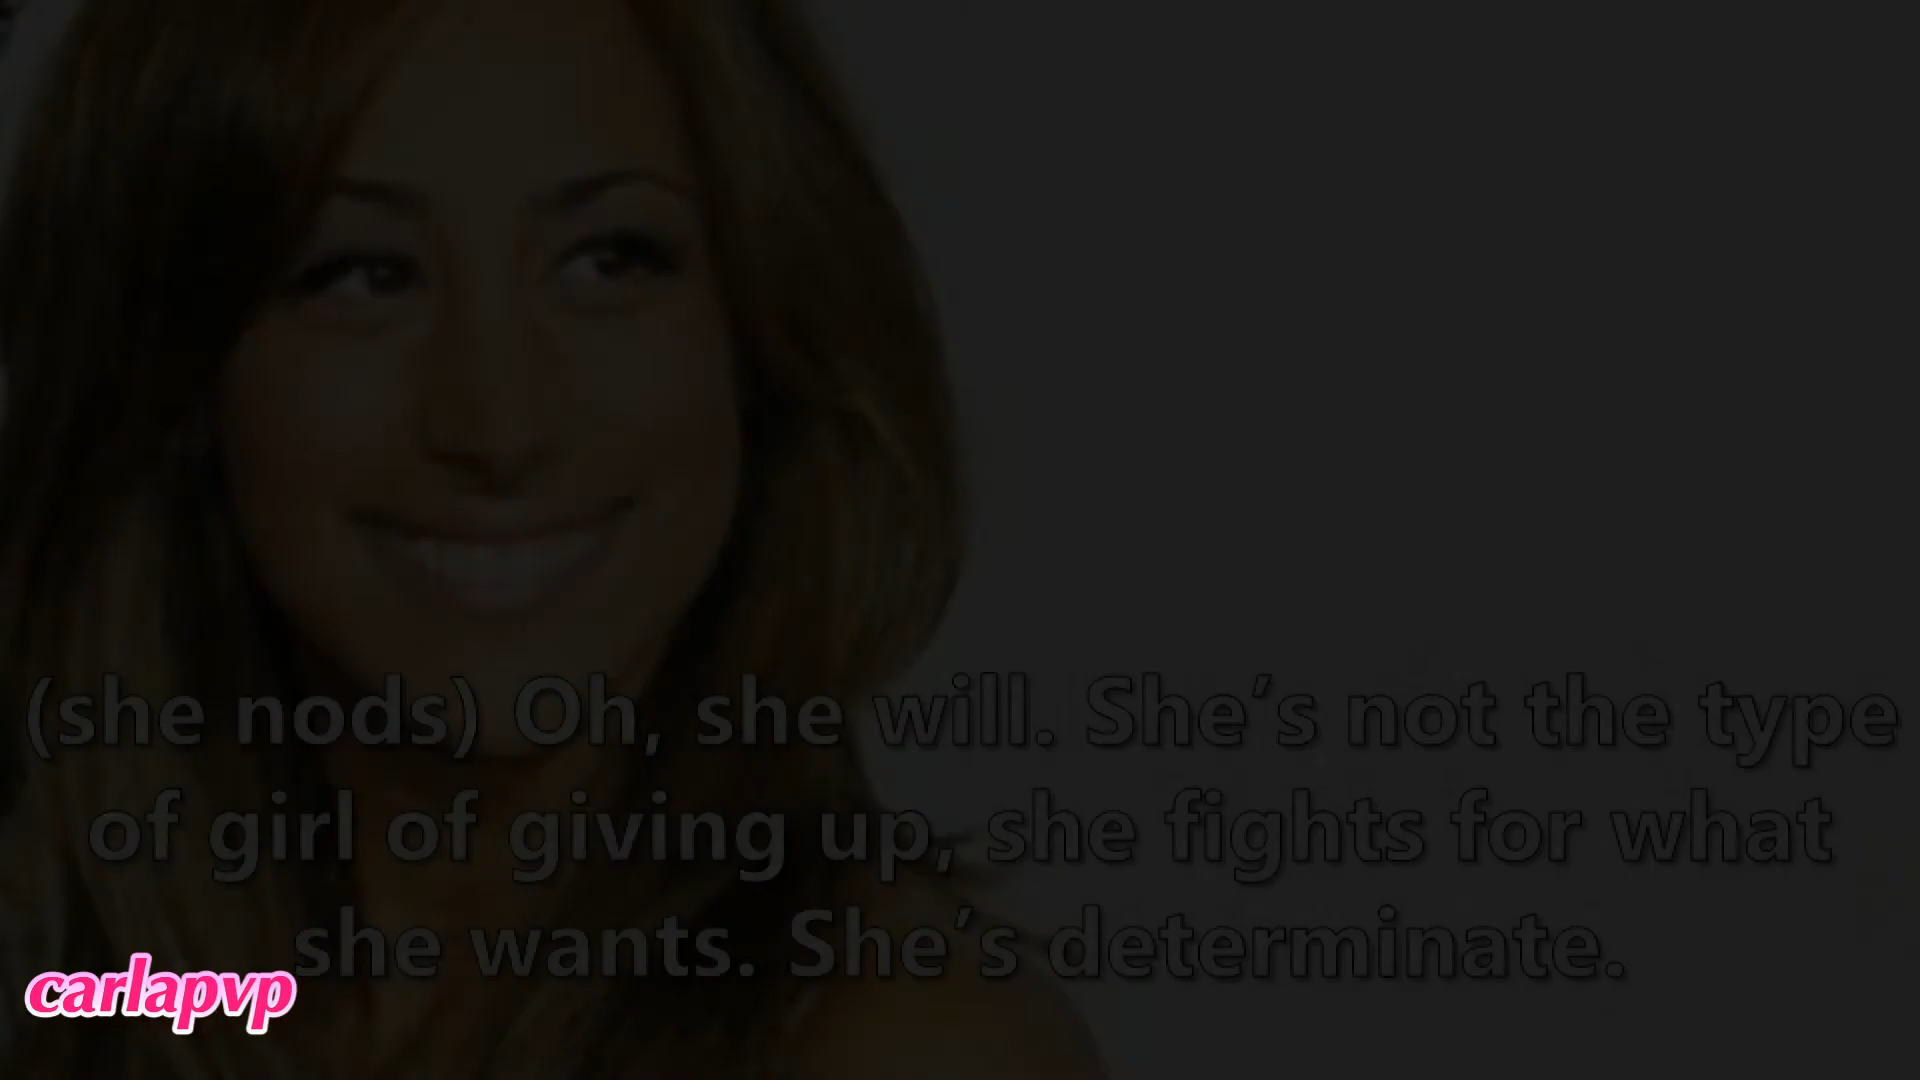 (she nods) Oh, she will. She’s not the type
of girl of giving up, she fights for what
she wants. She’s determinate.
carlapvp